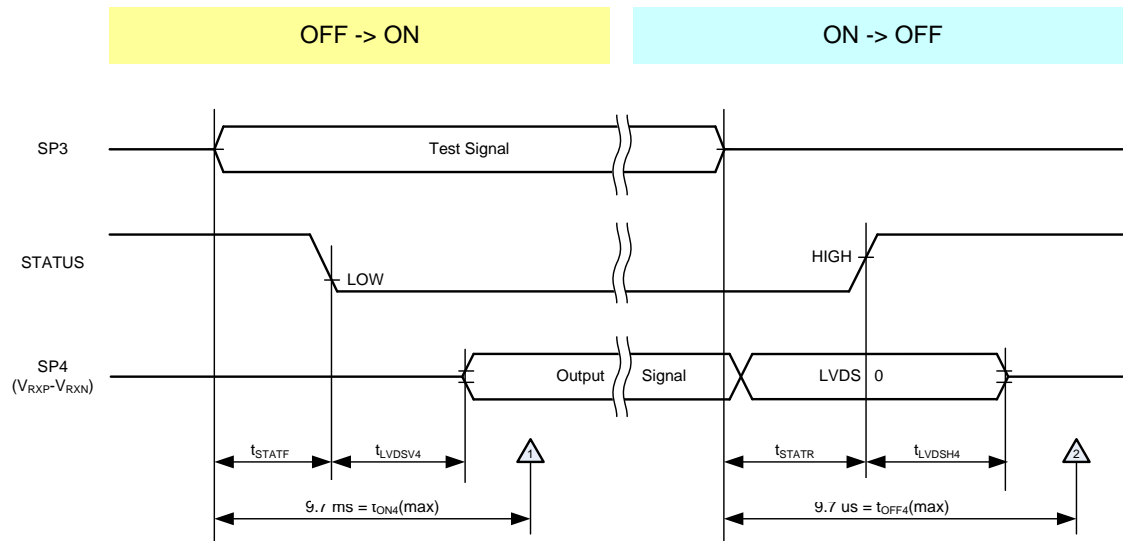 OFF -> ON
ON -> OFF
SP3
Test Signal
STATUS
LOW
HIGH
SP4
(VRXP-VRXN)
Output Signal
LVDS 0
tSTATF
tLVDSV4
1
tSTATR
tLVDSH4
2
9.7 ms = tON4(max)
9.7 us = tOFF4(max)